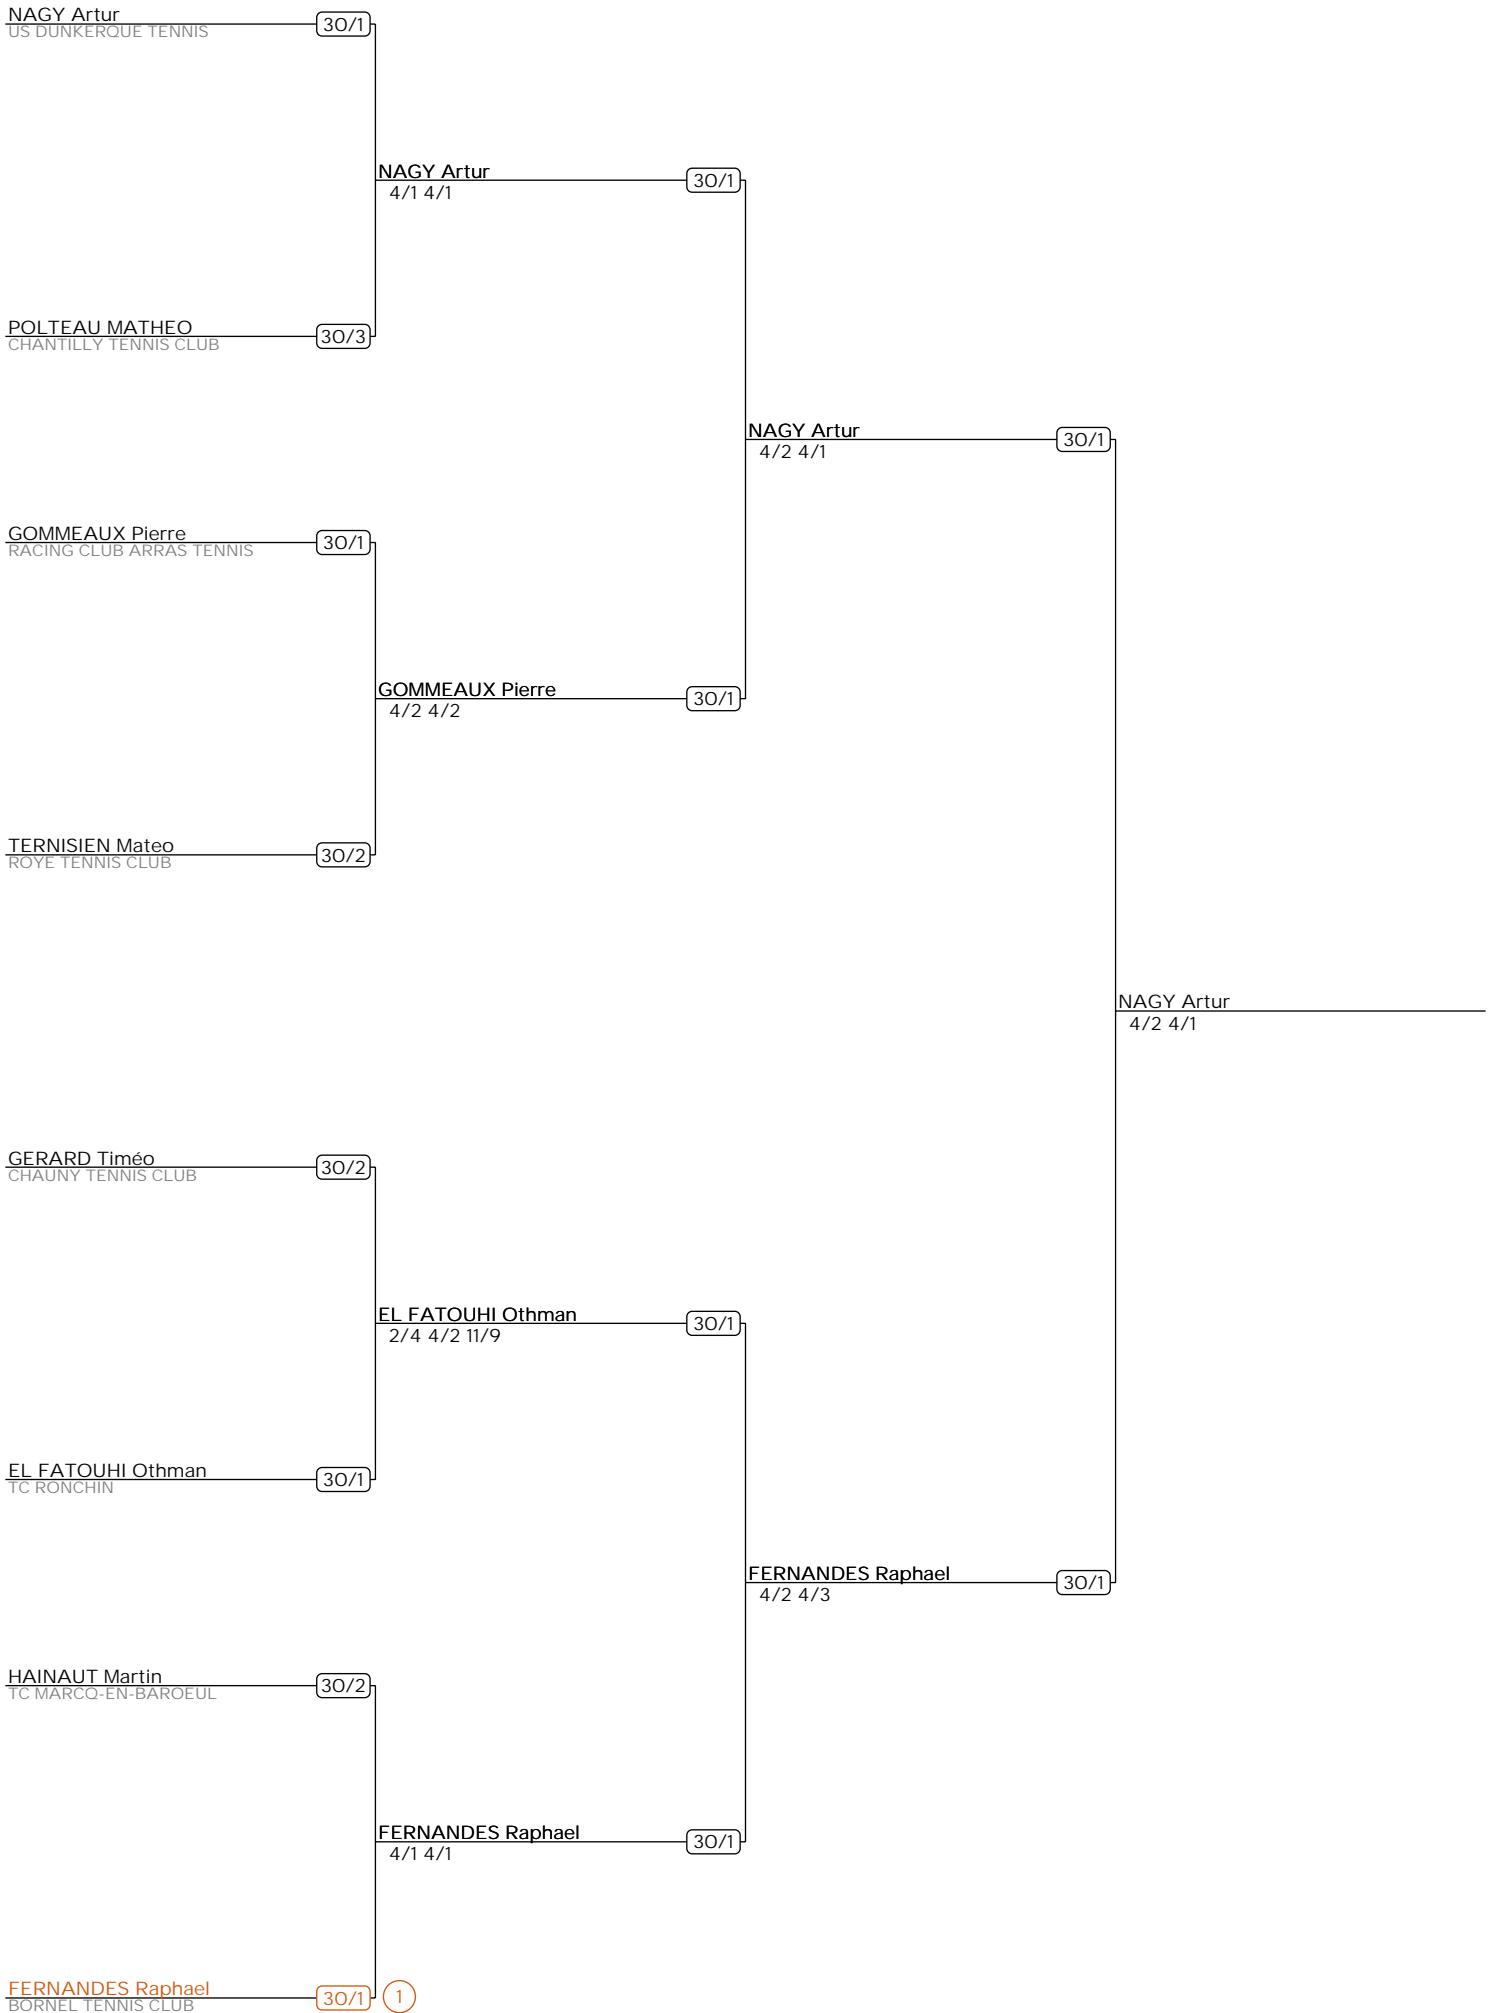 NAGY Artur
US DUNKERQUE TENNIS
30/1
NAGY Artur
4/1 4/1
30/1
POLTEAU MATHEO
CHANTILLY TENNIS CLUB
30/3
NAGY Artur
4/2 4/1
30/1
GOMMEAUX Pierre
RACING CLUB ARRAS TENNIS
30/1
GOMMEAUX Pierre
4/2 4/2
30/1
TERNISIEN Mateo
ROYE TENNIS CLUB
30/2
NAGY Artur
4/2 4/1
GERARD Timéo
CHAUNY TENNIS CLUB
30/2
EL FATOUHI Othman
2/4 4/2 11/9
30/1
EL FATOUHI Othman
TC RONCHIN
30/1
FERNANDES Raphael
4/2 4/3
30/1
HAINAUT Martin
TC MARCQ-EN-BAROEUL
30/2
FERNANDES Raphael
4/1 4/1
30/1
FERNANDES Raphael
BORNEL TENNIS CLUB
30/1
1